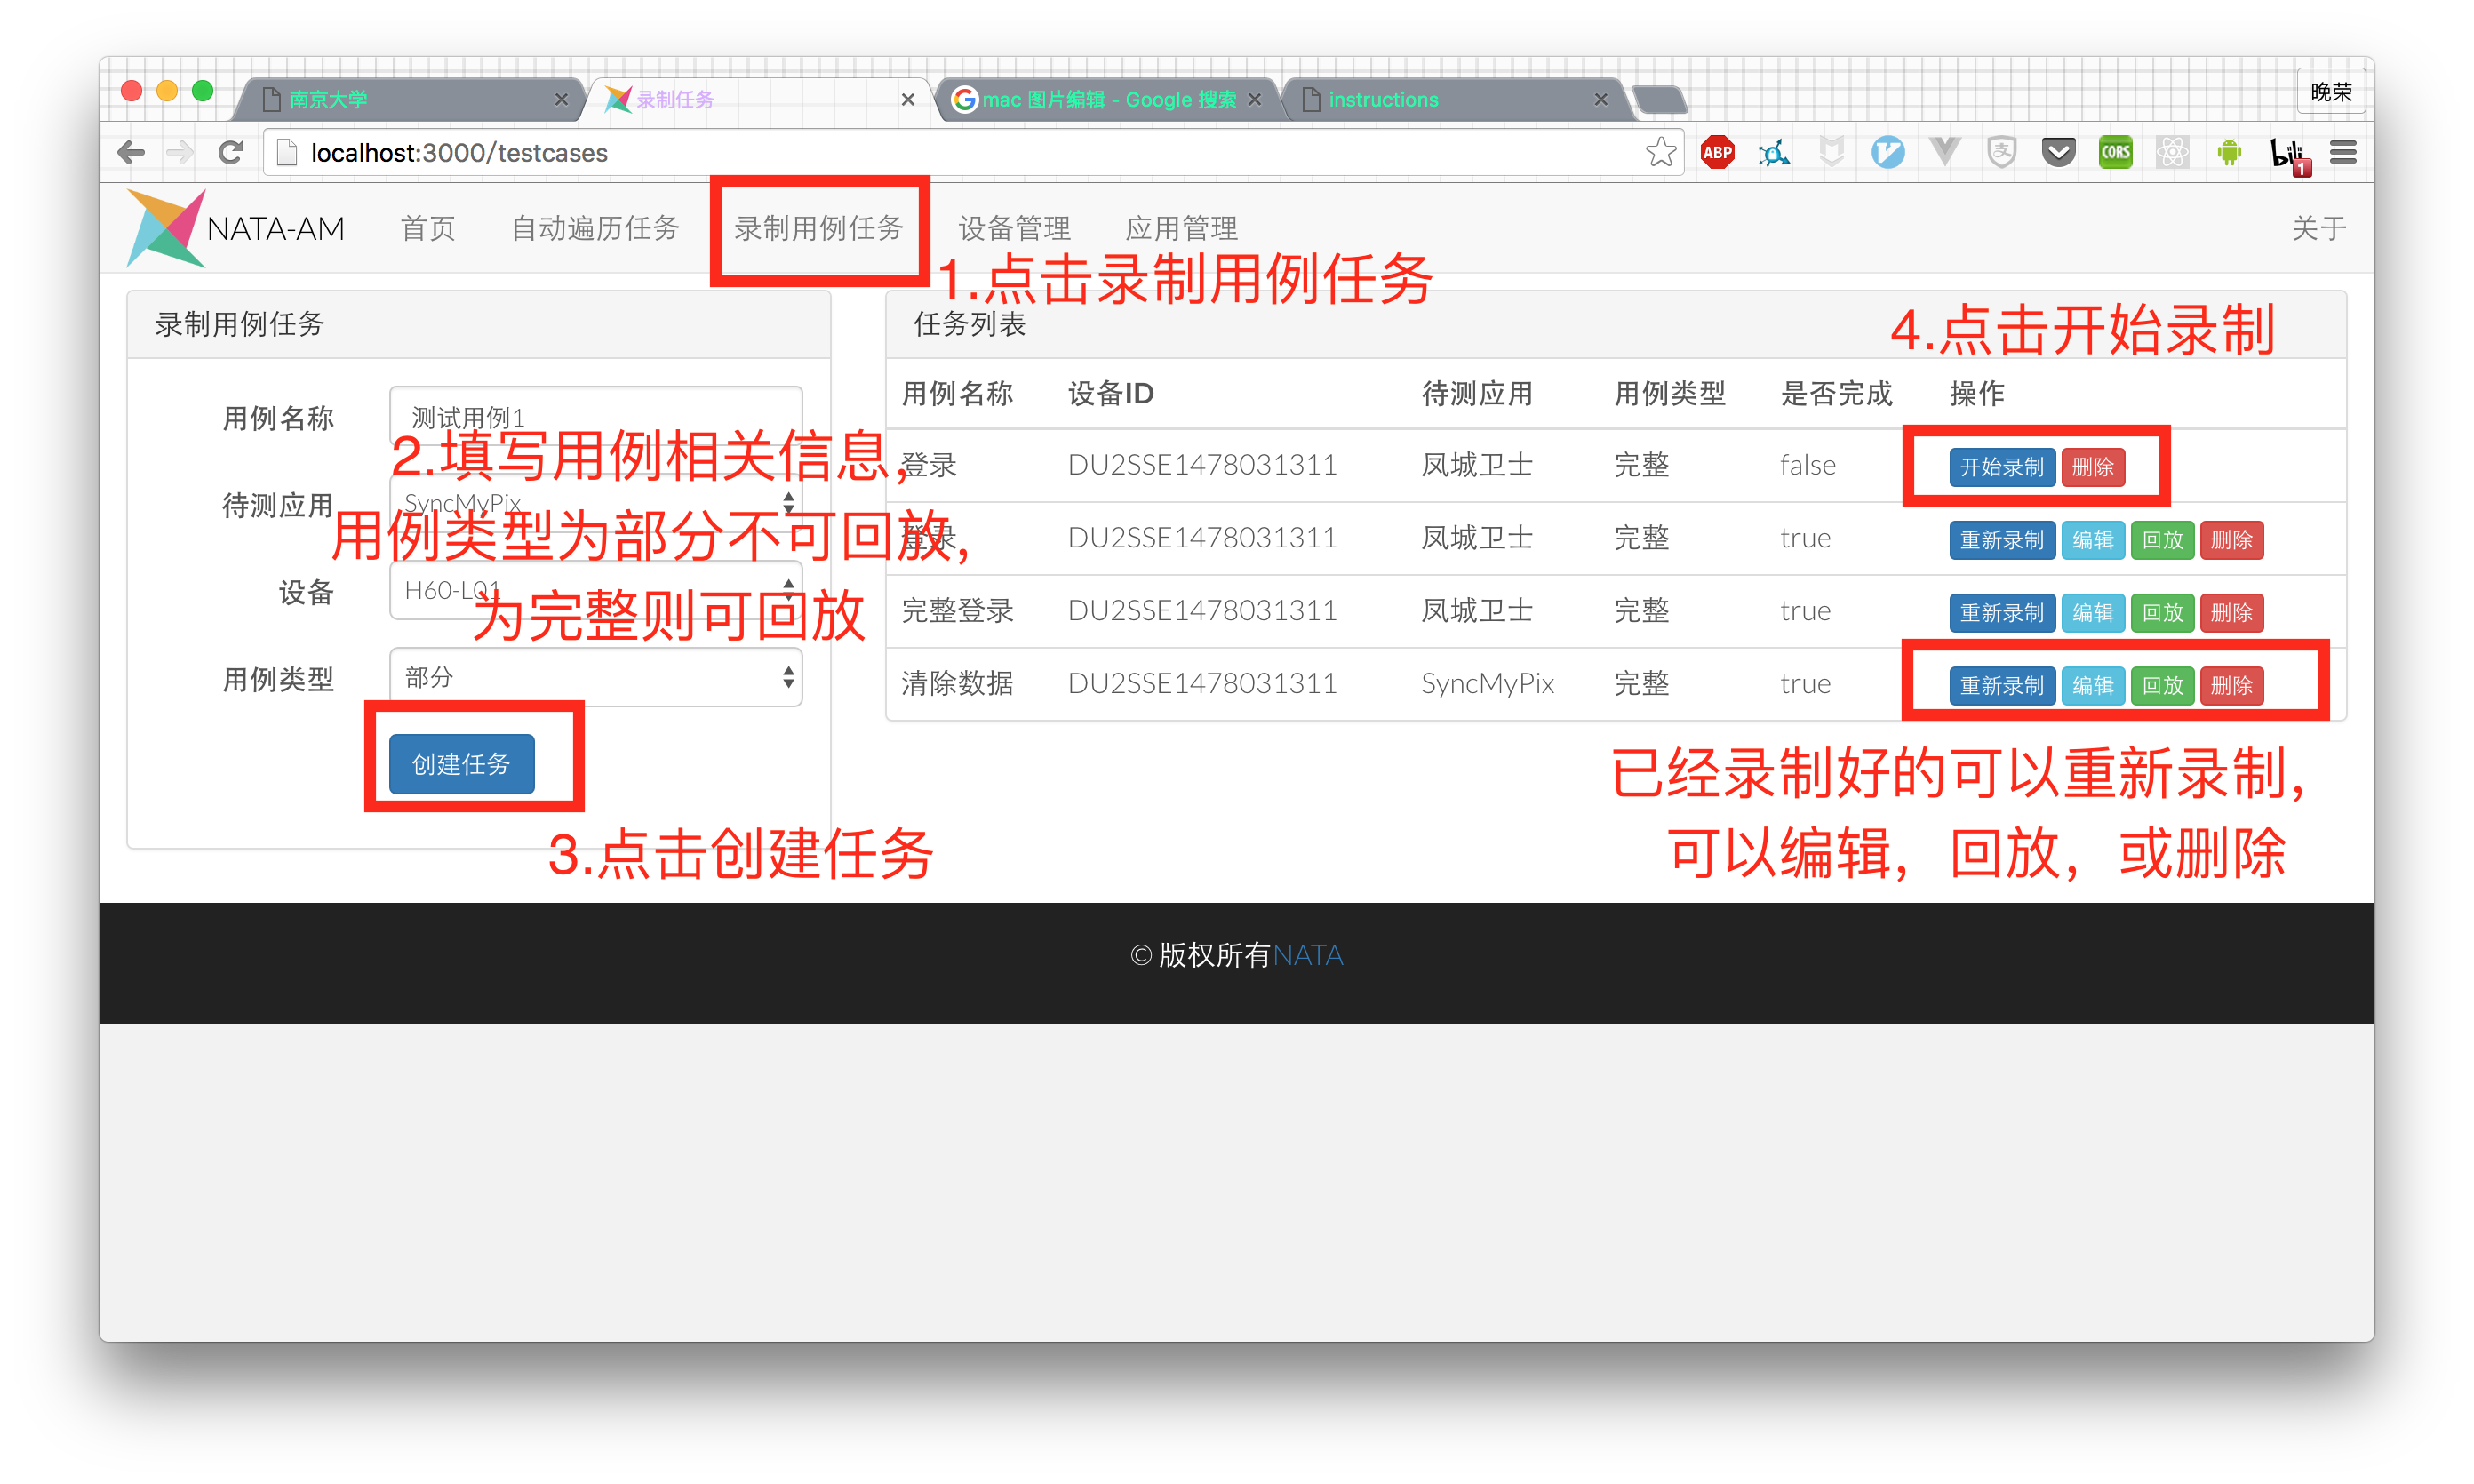 南京大学
录制任务
mac 图片编辑 - Google 搜索
instructions
晚荣
localhost:3000/testcases
ABP
CORS
bili
1
NATA-AM
首页
自动遍历任务
录制用例任务
设备管理
应用管理
关于
1.点击录制用例任务
录制用例任务
用例名称
测试用例1
2.填写用例相关信息，
待测应用
SyncMyPix
用例类型为部分不可回放，
设备
H60-L01
为完整则可回放
用例类型
部分
创建任务
3.点击创建任务
任务列表
4.点击开始录制
用例名称 设备ID 待测应用 用例类型 是否完成 操作
登录 DU2SSE1478031311 凤城卫士 完整 false 开始录制 删除
登录 DU2SSE1478031311 凤城卫士 完整 true 重新录制 编辑 回放 删除
完整登录 DU2SSE1478031311 凤城卫士 完整 true 重新录制 编辑 回放 删除
清除数据 DU2SSE1478031311 SyncMyPix 完整 true 重新录制 编辑 回放 删除
已经录制好的可以重新录制，
可以编辑，回放，或删除
© 版权所有NATA